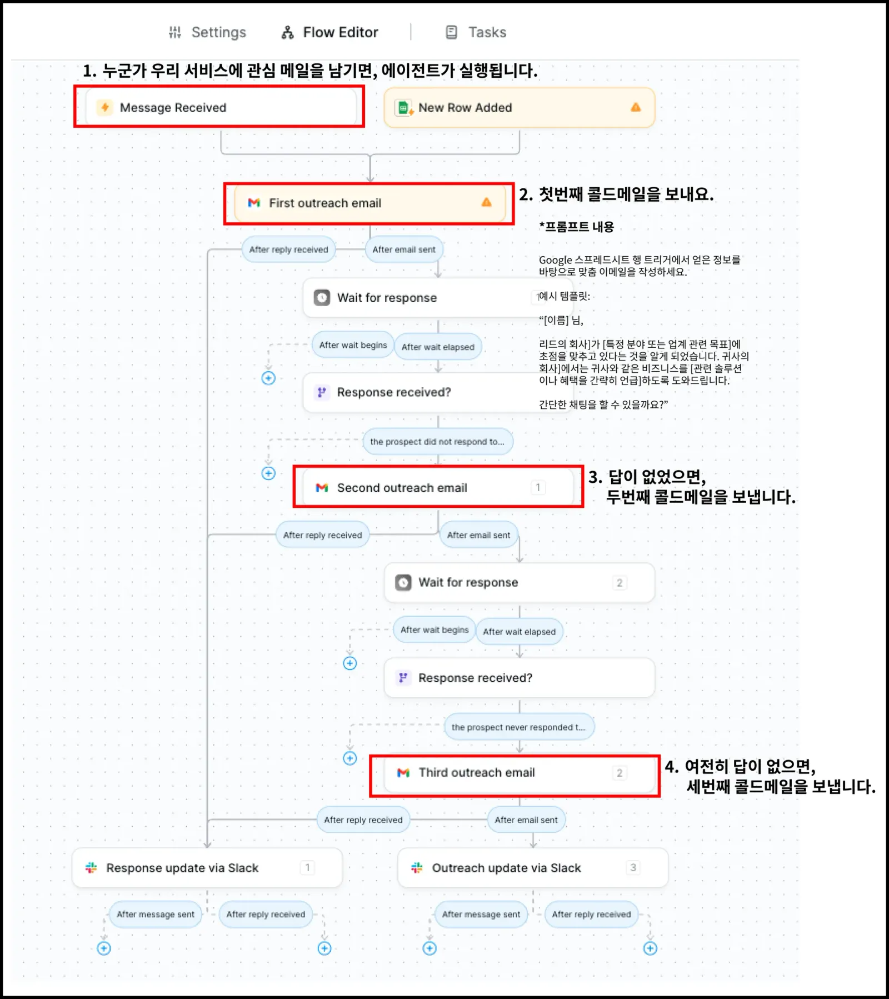 Settings
Flow Editor
Tasks
1. 누군가 우리 서비스에 관심 메일을 남기면, 에이전트가 실행됩니다.
Message Received
New Row Added
First outreach email
2. 첫번째 콜드메일을 보내요.
*프롬프트 내용
After reply received
After email sent
Google 스프레드시트 행 트리거에서 얻은 정보를
바탕으로 맞춤 이메일을 작성하세요.
Wait for response
1
예시 템플릿:
“[이름] 님,
After wait begins
After wait elapsed
리드의 회사]가 [특정 분야 또는 업계 관련 목표]에
초점을 맞추고 있다는 것을 알게 되었습니다. 귀사의
회사]에서는 귀사와 같은 비즈니스를 [관련 솔루션
이나 혜택을 간략히 언급]하도록 도와드립니다.
Response received?
간단한 채팅을 할 수 있을까요?”
the prospect did not respond to...
Second outreach email
1
3. 답이 없었으면,
두번째 콜드메일을 보냅니다.
After reply received
After email sent
Wait for response
2
After wait begins
After wait elapsed
Response received?
the prospect never responded t...
Third outreach email
2
4. 여전히 답이 없으면,
세번째 콜드메일을 보냅니다.
After reply received
After email sent
Response update via Slack
1
Outreach update via Slack
3
After message sent
After reply received
After message sent
After reply received